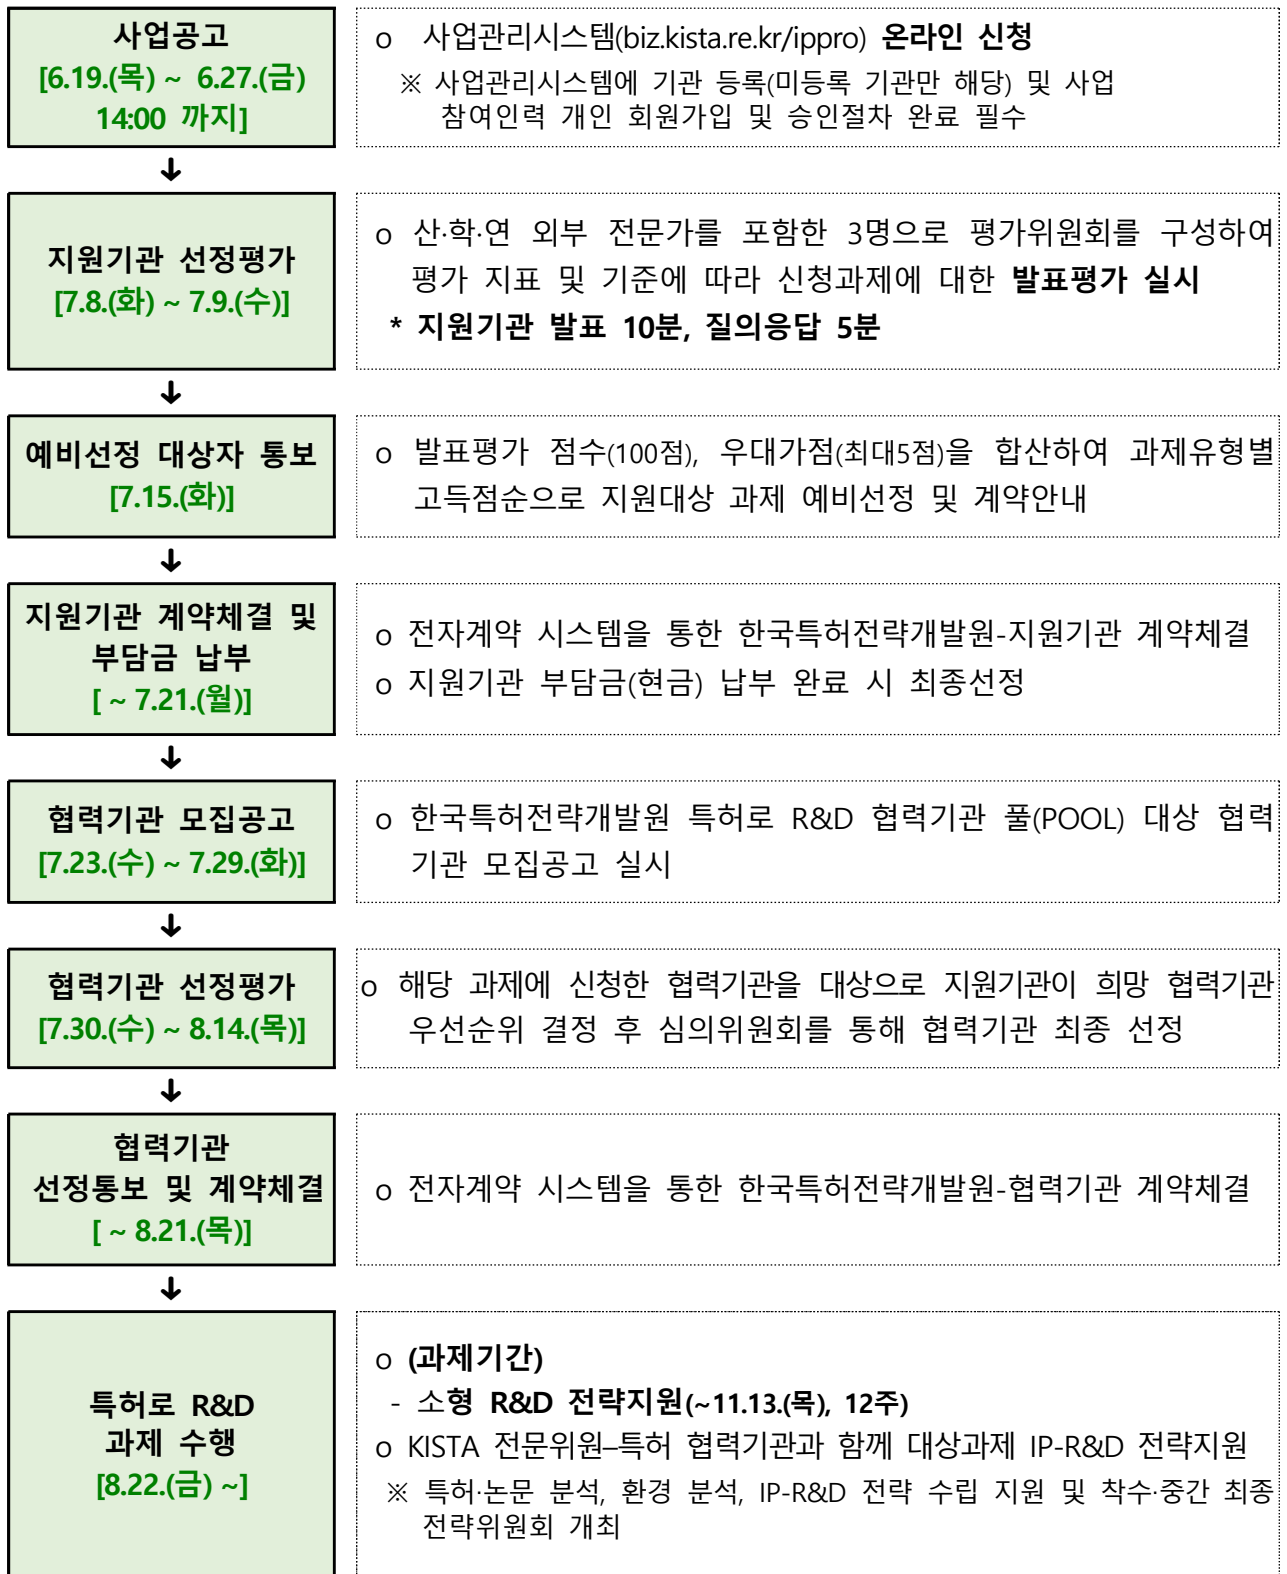 사업공고
[6.19.(목) ~ 6.27.(금)
14:00 까지]
o 사업관리시스템(biz.kista.re.kr/ippro) 온라인 신청
※ 사업관리시스템에 기관 등록(미등록 기관만 해당) 및 사업
참여인력 개인 회원가입 및 승인절차 완료 필수
↓
지원기관 선정평가
[7.8.(화) ~ 7.9.(수)]
o 산·학·연 외부 전문가를 포함한 3명으로 평가위원회를 구성하여
평가 지표 및 기준에 따라 신청과제에 대한 발표평가 실시
* 지원기관 발표 10분, 질의응답 5분
↓
예비선정 대상자 통보
[7.15.(화)]
o 발표평가 점수(100점), 우대가점(최대5점)을 합산하여 과제유형별
고득점순으로 지원대상 과제 예비선정 및 계약안내
↓
지원기관 계약체결 및
부담금 납부
[ ~ 7.21.(월)]
o 전자계약 시스템을 통한 한국특허전략개발원-지원기관 계약체결
o 지원기관 부담금(현금) 납부 완료 시 최종선정
↓
협력기관 모집공고
[7.23.(수) ~ 7.29.(화)]
o 한국특허전략개발원 특허로 R&D 협력기관 풀(POOL) 대상 협력
기관 모집공고 실시
↓
협력기관 선정평가
[7.30.(수) ~ 8.14.(목)]
o 해당 과제에 신청한 협력기관을 대상으로 지원기관이 희망 협력기관
우선순위 결정 후 심의위원회를 통해 협력기관 최종 선정
↓
협력기관
선정통보 및 계약체결
[ ~ 8.21.(목)]
o 전자계약 시스템을 통한 한국특허전략개발원-협력기관 계약체결
↓
특허로 R&D
과제 수행
[8.22.(금) ~]
o (과제기간)
- 소형 R&D 전략지원(~11.13.(목), 12주)
o KISTA 전문위원–특허 협력기관과 함께 대상과제 IP-R&D 전략지원
※ 특허·논문 분석, 환경 분석, IP-R&D 전략 수립 지원 및 착수·중간 최종
전략위원회 개최